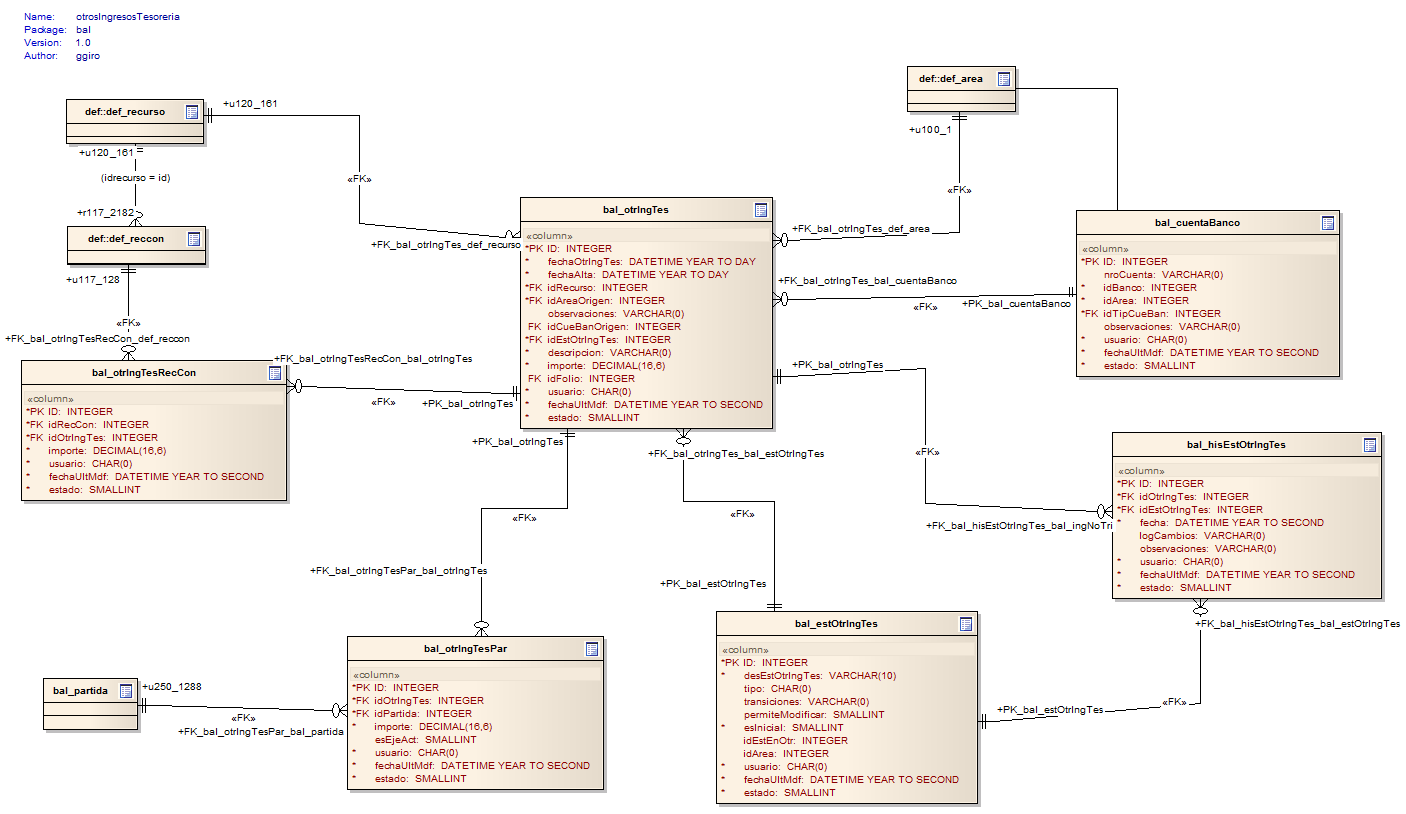 Name: otrosIngresosTesoreria
Package: bal
Version: 1.0
Author: ggiro
def::def_recurso
+u120_161
+u120_161
(idrecurso = id)
+r117_2182
def::def_reccon
+u117_128
«FK»
+FK_bal_otrIngTesRecCon_def_reccon
«FK»
+FK_bal_otrIngTes_def_recurso
def::def_area
+u100_1
«FK»
+FK_bal_otrIngTes_def_area
bal_otrIngTes
«column»
*PK ID: INTEGER
* fechaOtrIngTes: DATETIME YEAR TO DAY
* fechaAlta: DATETIME YEAR TO DAY
*FK idRecurso: INTEGER
*FK idAreaOrigen: INTEGER
observaciones: VARCHAR(0)
FK idCueBanOrigen: INTEGER
*FK idEstOtrIngTes: INTEGER
* descripcion: VARCHAR(0)
* importe: DECIMAL(16,6)
FK idFolio: INTEGER
* usuario: CHAR(0)
* fechaUltMdf: DATETIME YEAR TO SECOND
* estado: SMALLINT
+FK_bal_otrIngTes_bal_cuentaBanco
«FK»
+PK_bal_cuentaBanco
bal_cuentaBanco
«column»
*PK ID: INTEGER
nroCuenta: VARCHAR(0)
* idBanco: INTEGER
* idArea: INTEGER
*FK idTipCueBan: INTEGER
observaciones: VARCHAR(0)
* usuario: CHAR(0)
* fechaUltMdf: DATETIME YEAR TO SECOND
* estado: SMALLINT
bal_otrIngTesRecCon
«column»
*PK ID: INTEGER
*FK idRecCon: INTEGER
*FK idOtrIngTes: INTEGER
* importe: DECIMAL(16,6)
* usuario: CHAR(0)
* fechaUltMdf: DATETIME YEAR TO SECOND
* estado: SMALLINT
+FK_bal_otrIngTesRecCon_bal_otrIngTes
«FK»
+PK_bal_otrIngTes
+PK_bal_otrIngTes
«FK»
+FK_bal_otrIngTesPar_bal_otrIngTes
+FK_bal_otrIngTes_bal_estOtrIngTes
«FK»
+PK_bal_estOtrIngTes
+PK_bal_otrIngTes
«FK»
+FK_bal_hisEstOtrIngTes_bal_ingNoTri
bal_hisEstOtrIngTes
«column»
*PK ID: INTEGER
*FK idOtrIngTes: INTEGER
*FK idEstOtrIngTes: INTEGER
* fecha: DATETIME YEAR TO SECOND
logCambios: VARCHAR(0)
observaciones: VARCHAR(0)
* usuario: CHAR(0)
* fechaUltMdf: DATETIME YEAR TO SECOND
* estado: SMALLINT
+FK_bal_hisEstOtrIngTes_bal_estOtrIngTes
«FK»
+PK_bal_estOtrIngTes
bal_estOtrIngTes
«column»
*PK ID: INTEGER
* desEstOtrIngTes: VARCHAR(10)
tipo: CHAR(0)
transiciones: VARCHAR(0)
permiteModificar: SMALLINT
* esInicial: SMALLINT
idEstEnOtr: INTEGER
idArea: INTEGER
* usuario: CHAR(0)
* fechaUltMdf: DATETIME YEAR TO SECOND
* estado: SMALLINT
bal_otrIngTesPar
«column»
*PK ID: INTEGER
*FK idOtrIngTes: INTEGER
*FK idPartida: INTEGER
* importe: DECIMAL(16,6)
esEjeAct: SMALLINT
* usuario: CHAR(0)
* fechaUltMdf: DATETIME YEAR TO SECOND
* estado: SMALLINT
bal_partida
+u250_1288
«FK»
+FK_bal_otrIngTesPar_bal_partida